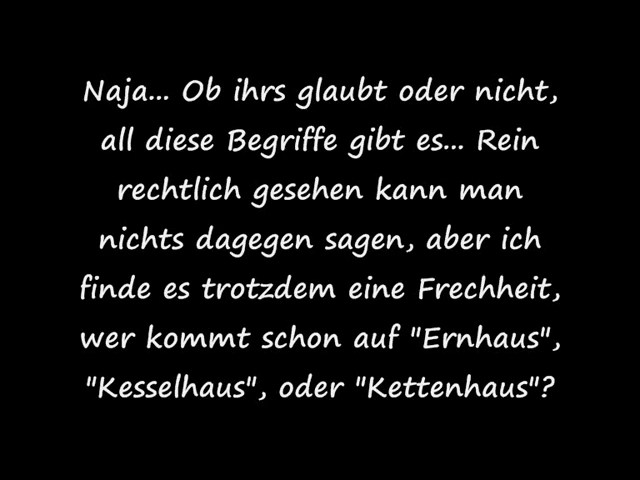 Naja... Ob ihrs glaubt oder nicht,
all diese Begriffe gibt es... Rein
rechtlich gesehen kann man
nichts dagegen sagen, aber ich
finde es trotzdem eine Frechheit,
wer kommt schon auf "Ernhaus",
"Kesselhaus", oder "Kettenhaus"?